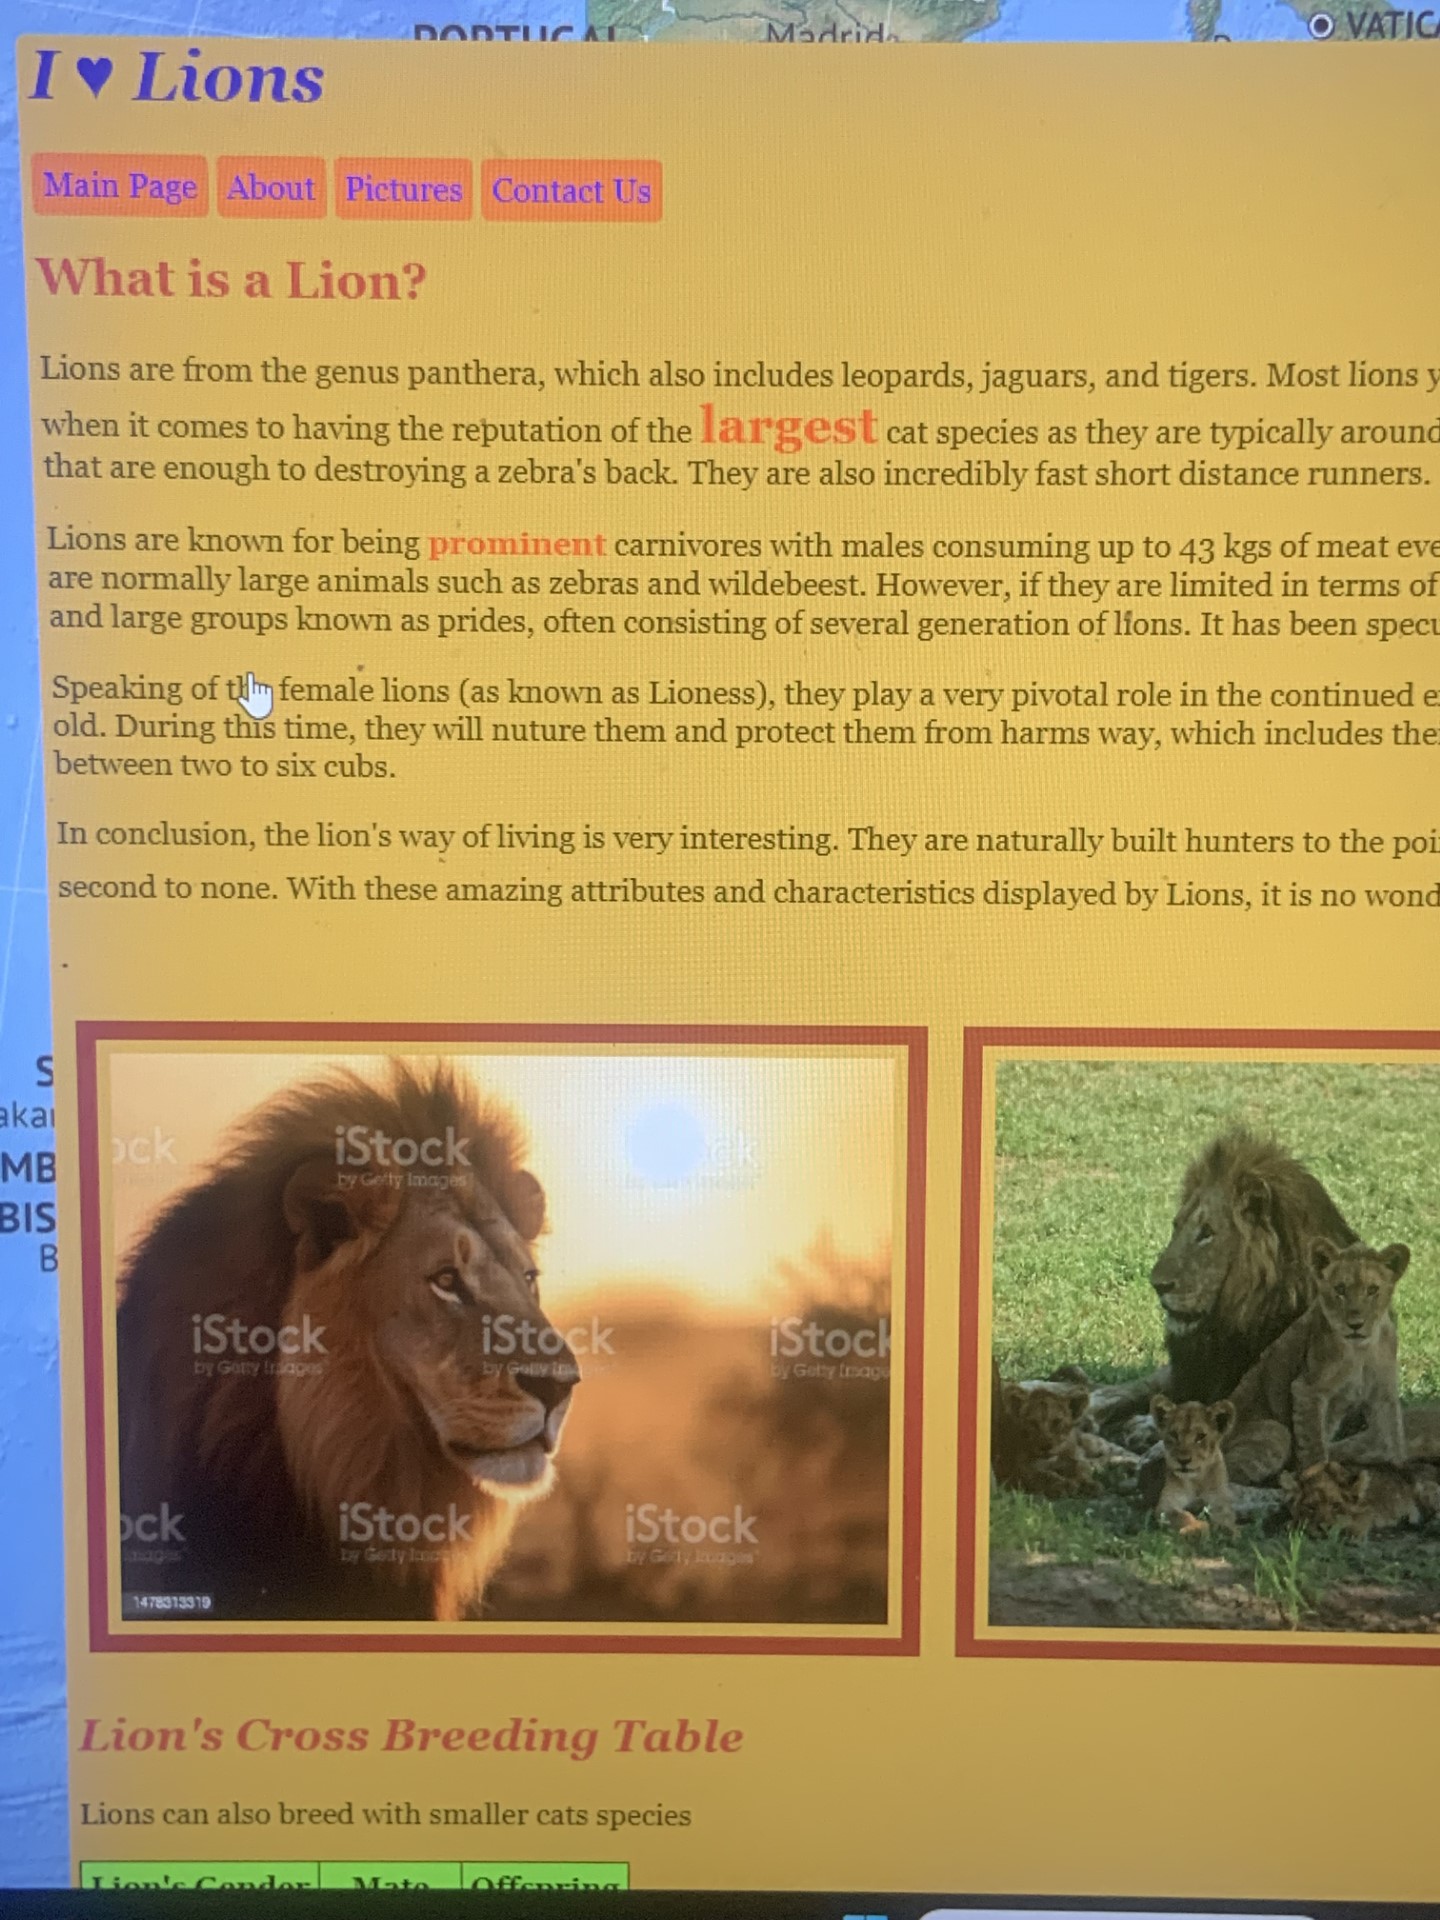 PORTUGAL
Madrid
VATICA
I ♥ Lions
Main Page About Pictures Contact Us
What is a Lion?
Lions are from the genus panthera, which also includes leopards, jaguars, and tigers. Most lions y
when it comes to having the reputation of the largest cat species as they are typically around
that are enough to destroying a zebra's back. They are also incredibly fast short distance runners.
Lions are known for being prominent carnivores with males consuming up to 43 kgs of meat eve
are normally large animals such as zebras and wildebeest. However, if they are limited in terms of
and large groups known as prides, often consisting of several generation of lions. It has been specu
Speaking of the female lions (as known as Lioness), they play a very pivotal role in the continued e
old. During this time, they will nuture them and protect them from harms way, which includes the
between two to six cubs.
In conclusion, the lion's way of living is very interesting. They are naturally built hunters to the poi
second to none. With these amazing attributes and characteristics displayed by Lions, it is no wond
.
S
akar
MB
BIS
B
ock iStock ck
by Getty Images
iStock iStock iStock
by Getty Images by Getty Ima by Getty Image
ock iStock iStock
mages by Getty Imag by Getty Images
1478313319
Lion's Cross Breeding Table
Lions can also breed with smaller cats species
Lion's Gender Mate Offspring